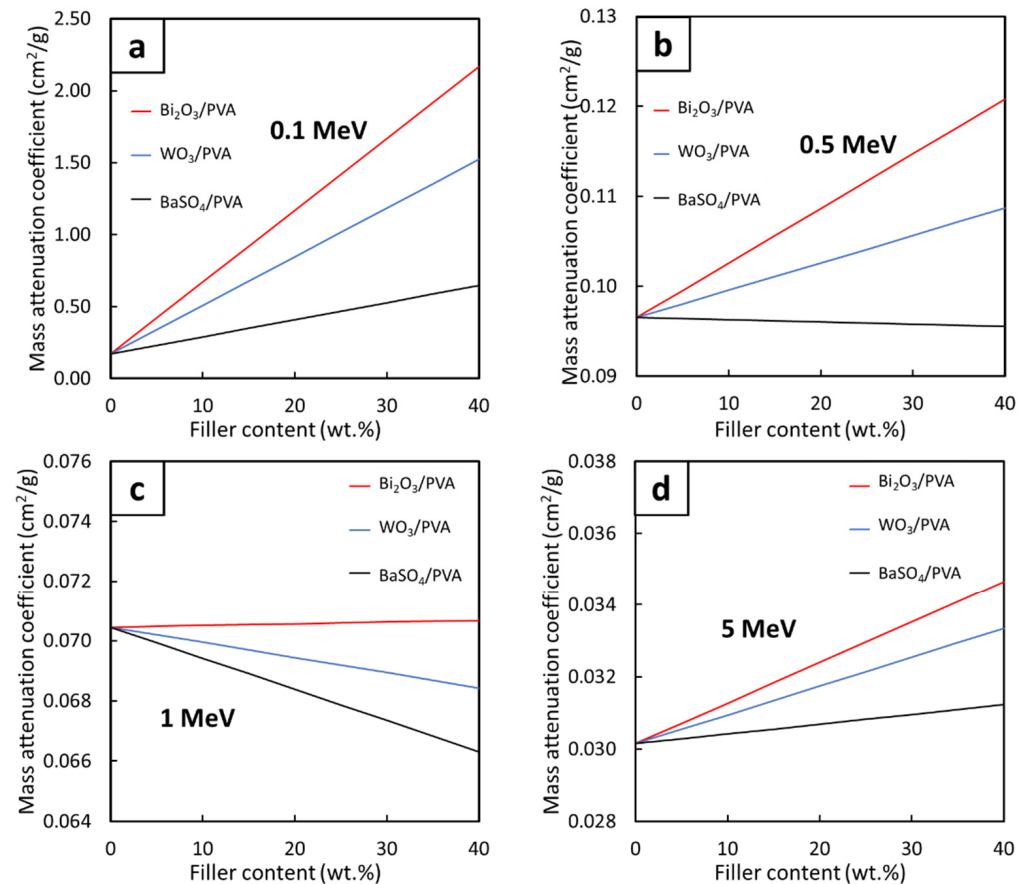 a
Mass attenuation coefficient (cm²/g)
2.50
2.00
1.50
1.00
0.50
0.00
Bi₂O₃/PVA
WO₃/PVA
BaSO₄/PVA
0.1 MeV
0 10 20 30 40
Filler content (wt.%)
b
Mass attenuation coefficient (cm²/g)
0.13
0.12
0.11
0.10
0.09
Bi₂O₃/PVA
WO₃/PVA
BaSO₄/PVA
0.5 MeV
0 10 20 30 40
Filler content (wt.%)
c
Mass attenuation coefficient (cm²/g)
0.076
0.074
0.072
0.070
0.068
0.066
0.064
Bi₂O₃/PVA
WO₃/PVA
BaSO₄/PVA
1 MeV
0 10 20 30 40
Filler content (wt.%)
d
Mass attenuation coefficient (cm²/g)
0.038
0.036
0.034
0.032
0.030
0.028
Bi₂O₃/PVA
WO₃/PVA
BaSO₄/PVA
5 MeV
0 10 20 30 40
Filler content (wt.%)